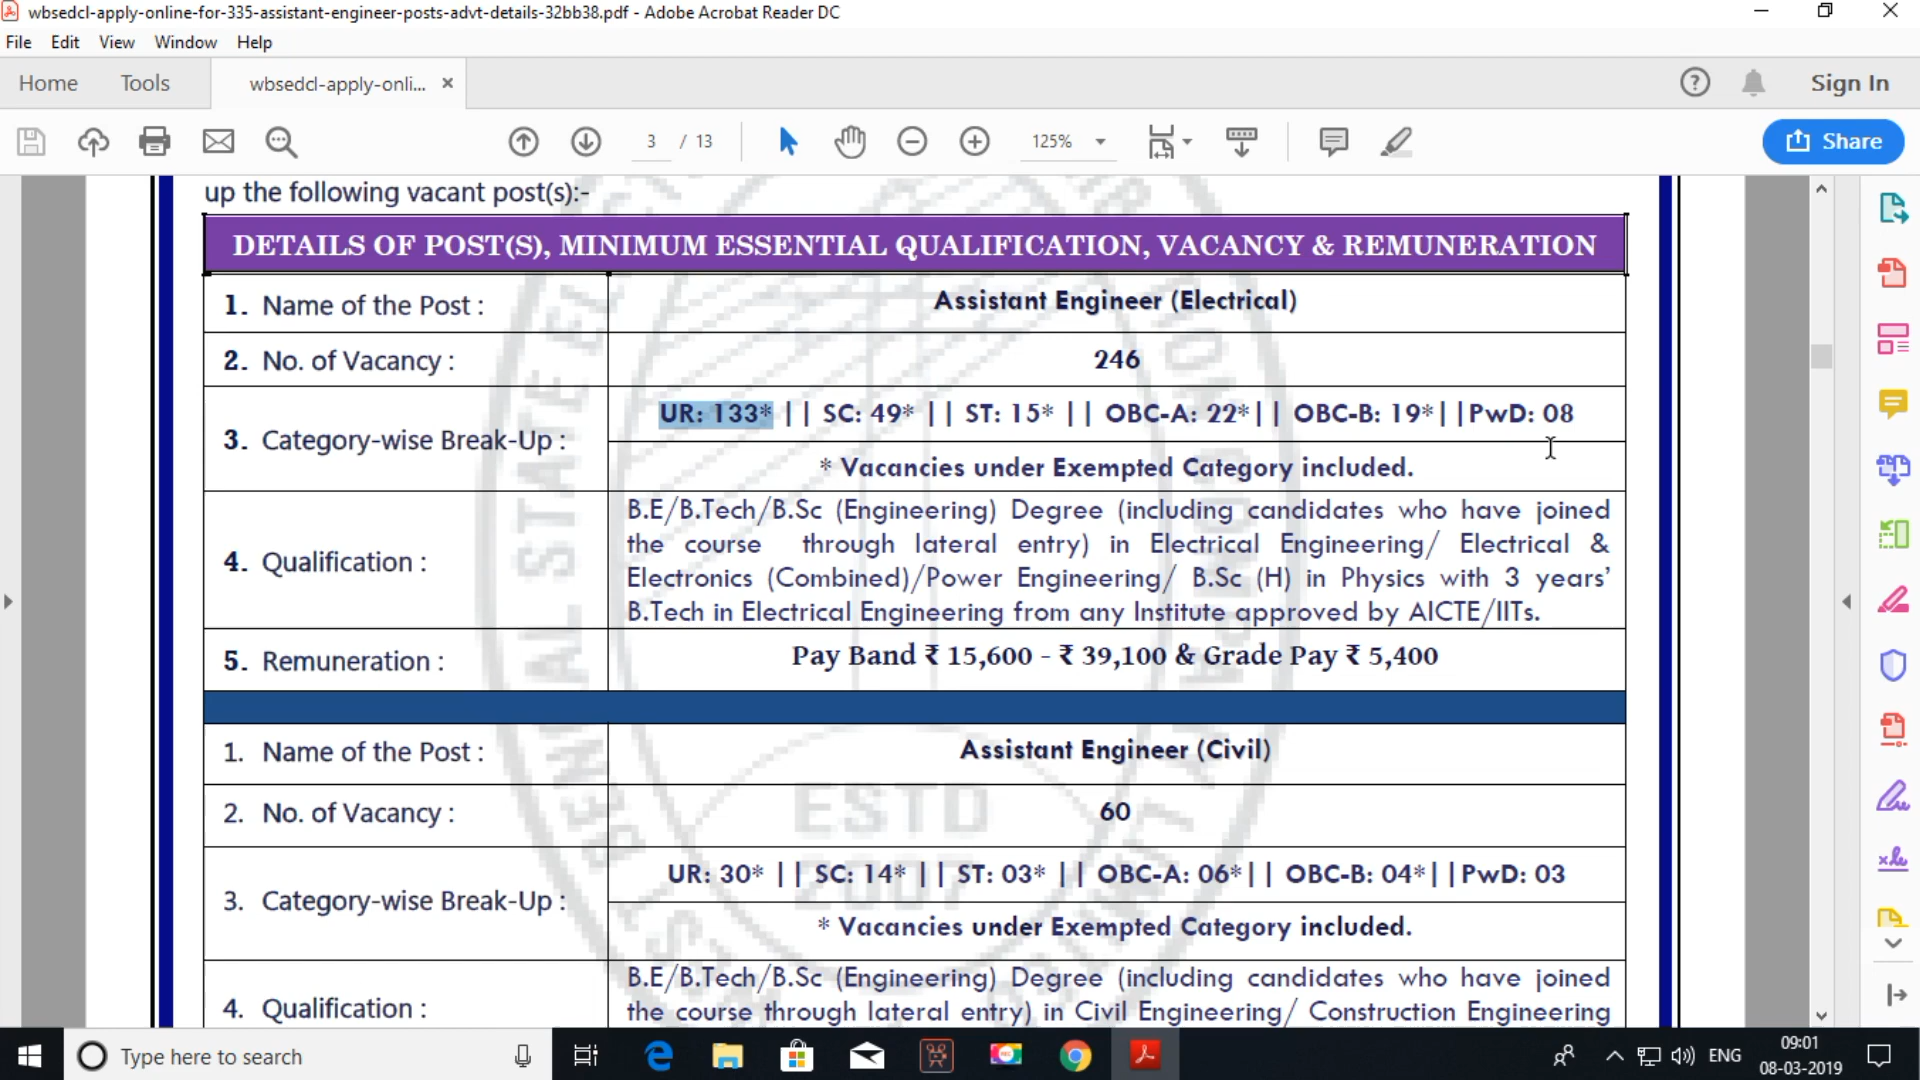 wbsedcl-apply-online-for-335-assistant-engineer-posts-advt-details-32bb38.pdf - Adobe Acrobat Reader DC
File Edit View Window Help
Home Tools wbsedcl-apply-onli... Sign In
3 / 13 125% Share
up the following vacant post(s):-
DETAILS OF POST(S), MINIMUM ESSENTIAL QUALIFICATION, VACANCY & REMUNERATION
1. Name of the Post : Assistant Engineer (Electrical)
2. No. of Vacancy : 246
3. Category-wise Break-Up : UR: 133* || SC: 49* || ST: 15* || OBC-A: 22*|| OBC-B: 19*||PwD: 08
* Vacancies under Exempted Category included.
4. Qualification : B.E/B.Tech/B.Sc (Engineering) Degree (including candidates who have joined
the course through lateral entry) in Electrical Engineering/ Electrical &
Electronics (Combined)/Power Engineering/ B.Sc (H) in Physics with 3 years’
B.Tech in Electrical Engineering from any Institute approved by AICTE/IITs.
5. Remuneration : Pay Band ₹ 15,600 - ₹ 39,100 & Grade Pay ₹ 5,400
1. Name of the Post : Assistant Engineer (Civil)
2. No. of Vacancy : 60
3. Category-wise Break-Up : UR: 30* || SC: 14* || ST: 03* || OBC-A: 06*|| OBC-B: 04*||PwD: 03
* Vacancies under Exempted Category included.
4. Qualification : B.E/B.Tech/B.Sc (Engineering) Degree (including candidates who have joined
the course through lateral entry) in Civil Engineering/ Construction Engineering
ESTD
2007
Type here to search
ENG 09:01
08-03-2019